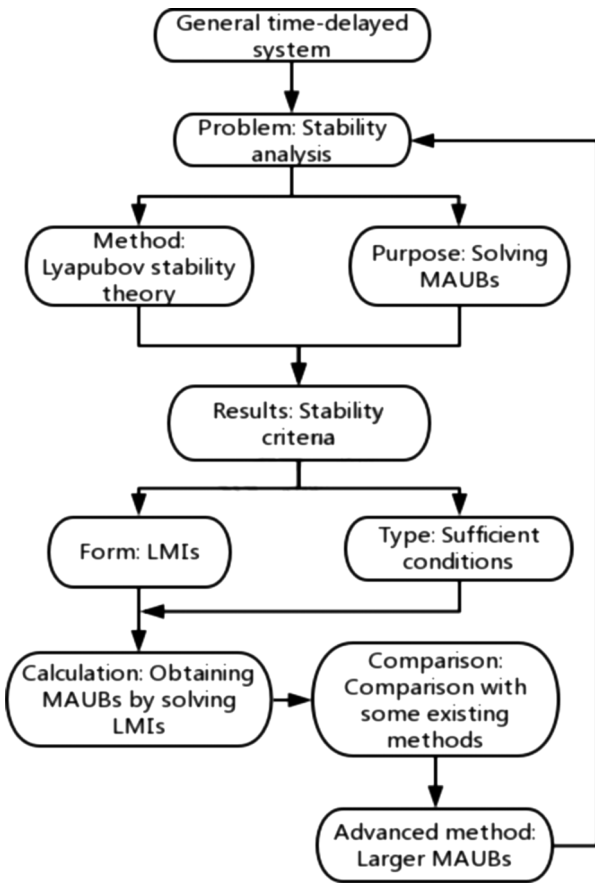 General time-delayed
system
Problem: Stability
analysis
Method:
Lyapubov stability
theory
Purpose: Solving
MAUBs
Results: Stability
criteria
Form: LMIs
Type: Sufficient
conditions
Calculation: Obtaining
MAUBs by solving
LMIs
Comparison:
Comparison with
some existing
methods
Advanced method:
Larger MAUBs